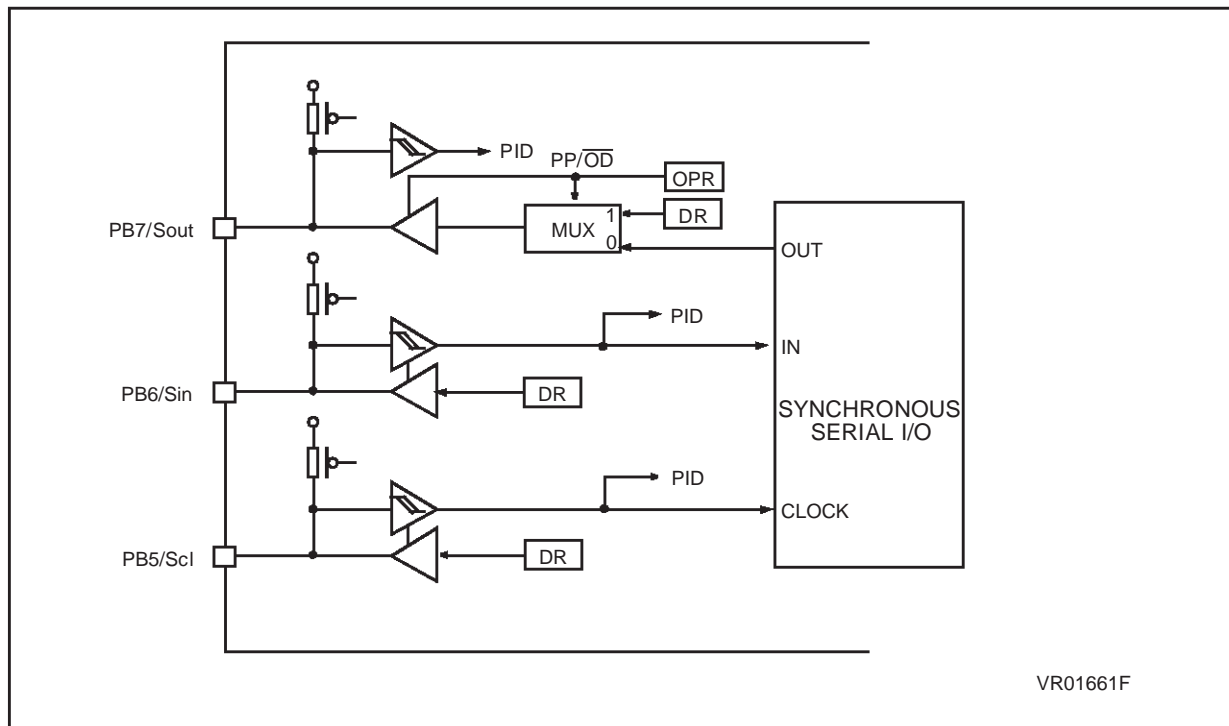 PID
PP/O̅D̅
OPR
PB7/Sout
MUX
1
0
DR
OUT
PID
IN
PB6/Sin
DR
SYNCHRONOUS
SERIAL I/O
PID
CLOCK
PB5/Scl
DR
VR01661F